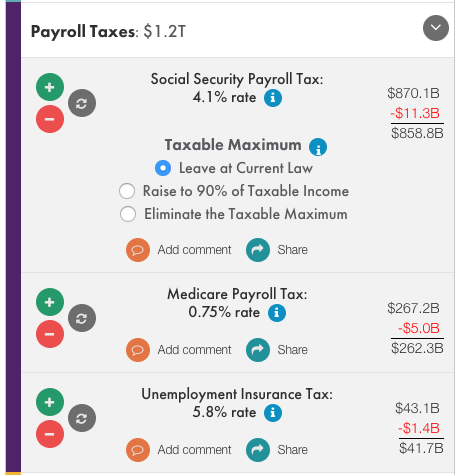 Payroll Taxes: $1.2T
Social Security Payroll Tax:
4.1% rate i
$870.1B
-$11.3B
$858.8B
Taxable Maximum i
Leave at Current Law
Raise to 90% of Taxable Income
Eliminate the Taxable Maximum
Add comment Share
Medicare Payroll Tax:
0.75% rate i
$267.2B
-$5.0B
$262.3B
Add comment Share
Unemployment Insurance Tax:
5.8% rate i
$43.1B
-$1.4B
$41.7B
Add comment Share